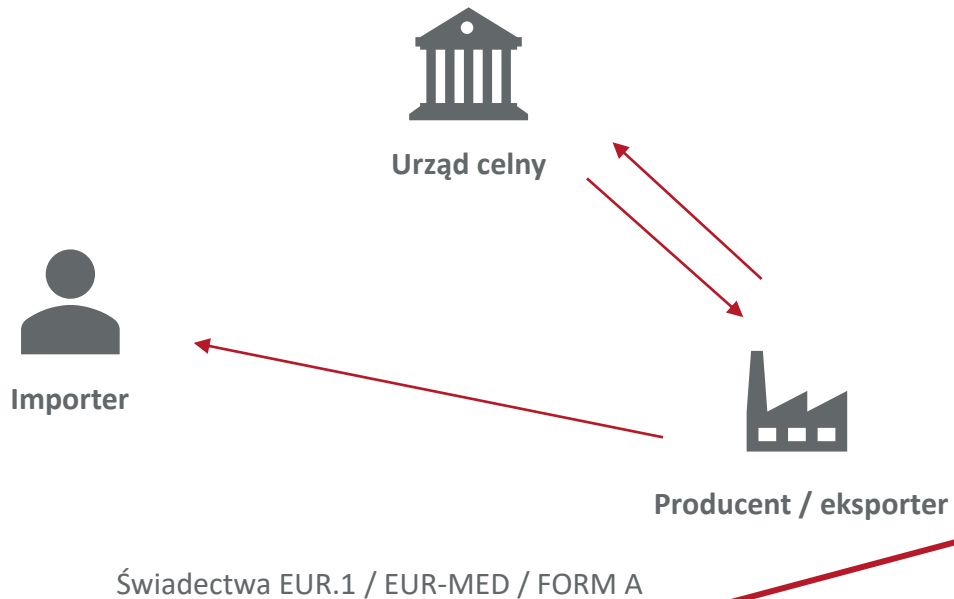 Urząd celny
Importer
Producent / eksporter
Świadectwa EUR.1 / EUR-MED / FORM A